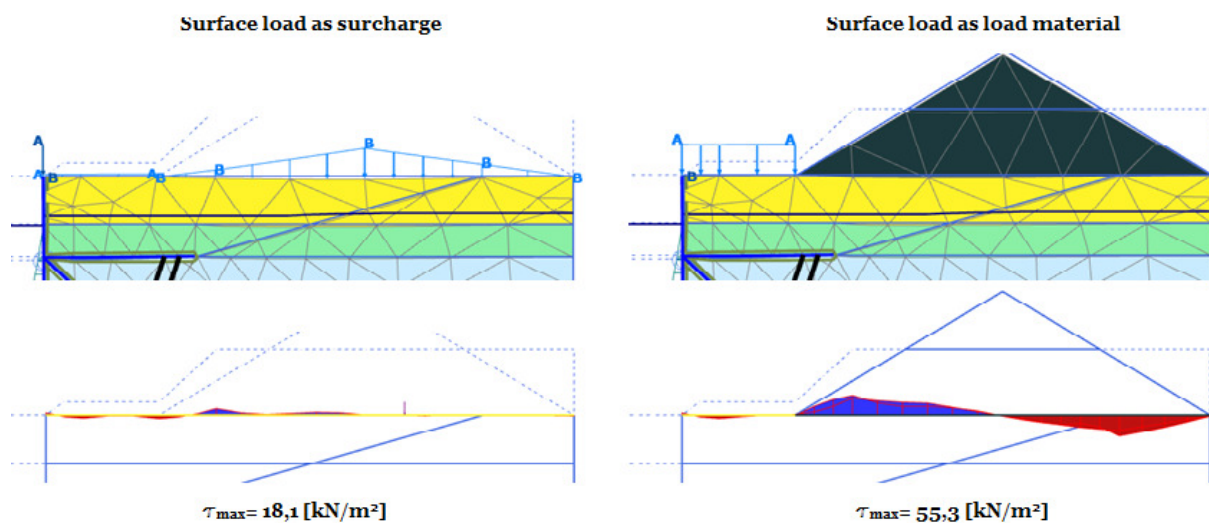 Surface load as surcharge
Surface load as load material
A
A B A B B B B B
A A
B
τmax= 18,1 [kN/m²]
τmax= 55,3 [kN/m²]